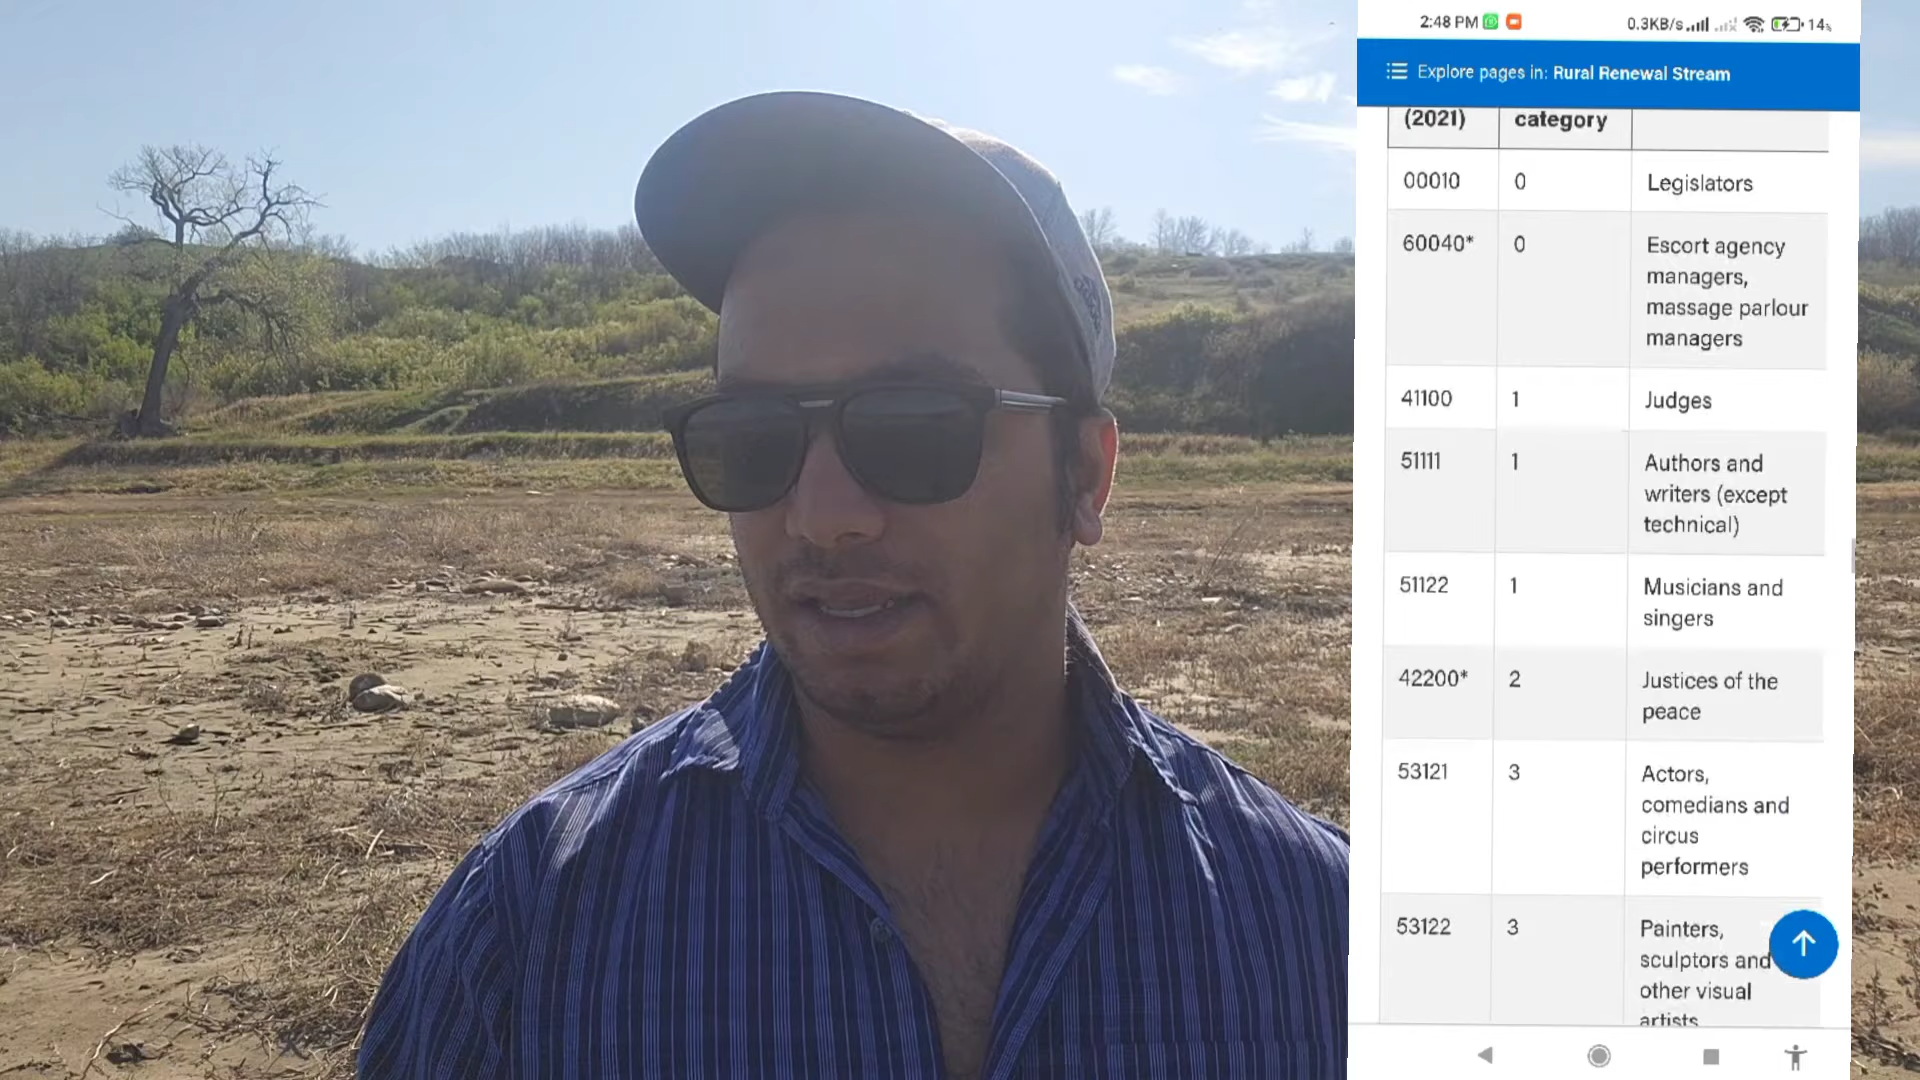 2:48 PM 0.3KB/s 14%
Explore pages in: Rural Renewal Stream
(2021) category
00010 0 Legislators
60040* 0 Escort agency
managers,
massage parlour
managers
41100 1 Judges
51111 1 Authors and
writers (except
technical)
51122 1 Musicians and
singers
42200* 2 Justices of the
peace
53121 3 Actors,
comedians and
circus
performers
53122 3 Painters,
sculptors and
other visual
artists